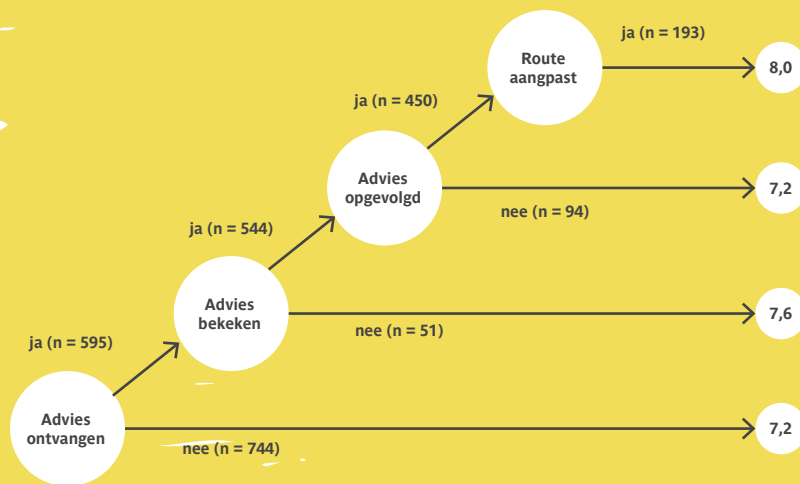 ja (n = 193)
Route
aangpast
8,0
ja (n = 450)
Advies
opgevolgd
7,2
nee (n = 94)
ja (n = 544)
Advies
bekeken
7,6
nee (n = 51)
ja (n = 595)
Advies
ontvangen
7,2
nee (n = 744)